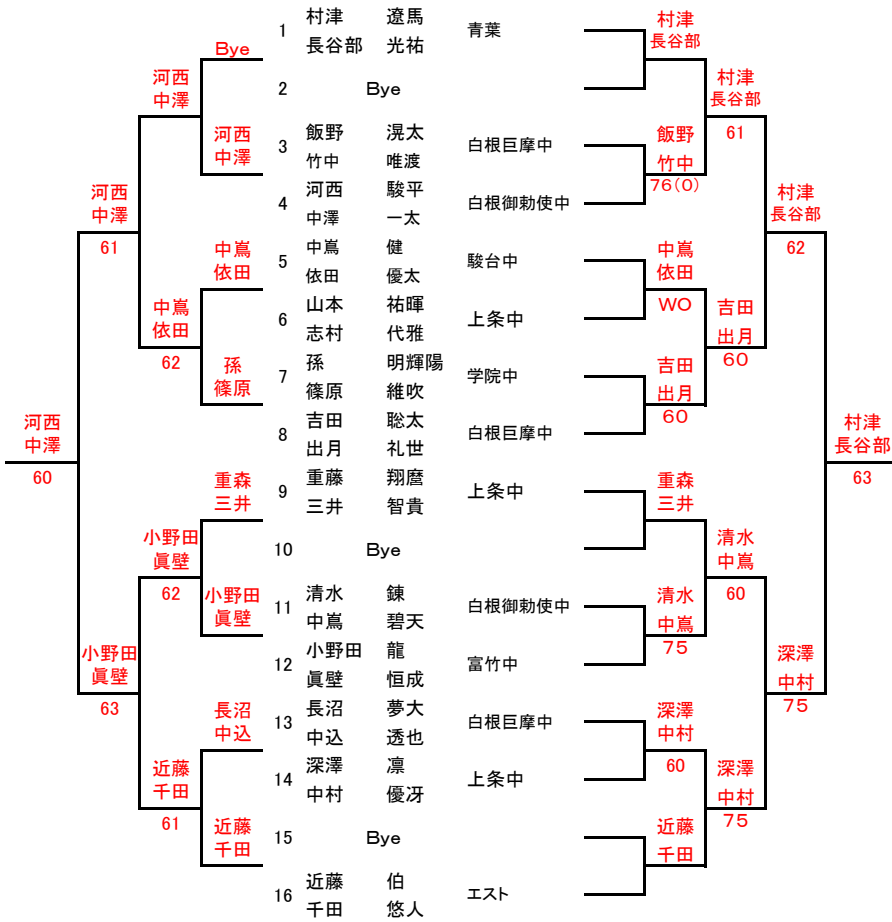 1 村津 遼馬 青葉
長谷部 光祐
2 Bye
3 飯野 滉太 白根巨摩中
竹中 唯渡
4 河西 駿平 白根御勅使中
中澤 一太
5 中嶌 健 駿台中
依田 優太
6 山本 祐暉 上条中
志村 代雅
7 孫 明輝陽 学院中
篠原 維吹
8 吉田 聡太 白根巨摩中
出月 礼世
9 重藤 翔麿 上条中
三井 智貴
10 Bye
11 清水 錬 白根御勅使中
中嶌 碧天
12 小野田 龍 富竹中
眞壁 恒成
13 長沼 夢大 白根巨摩中
中込 透也
14 深澤 凛 上条中
中村 優冴
15 Bye
16 近藤 伯 エスト
千田 悠人
Bye
河西
中澤
河西
中澤
中嶌
依田
孫
篠原
中嶌
依田
62
河西
中澤
61
重森
三井
小野田
眞壁
小野田
眞壁
62
長沼
中込
近藤
千田
近藤
千田
61
小野田
眞壁
63
河西
中澤
60
村津
長谷部
飯野
竹中
76(0)
村津
長谷部
61
中嶌
依田
WO
吉田
出月
60
吉田
出月
60
村津
長谷部
62
重森
三井
清水
中嶌
75
清水
中嶌
60
深澤
中村
60
近藤
千田
深澤
中村
75
深澤
中村
75
村津
長谷部
63